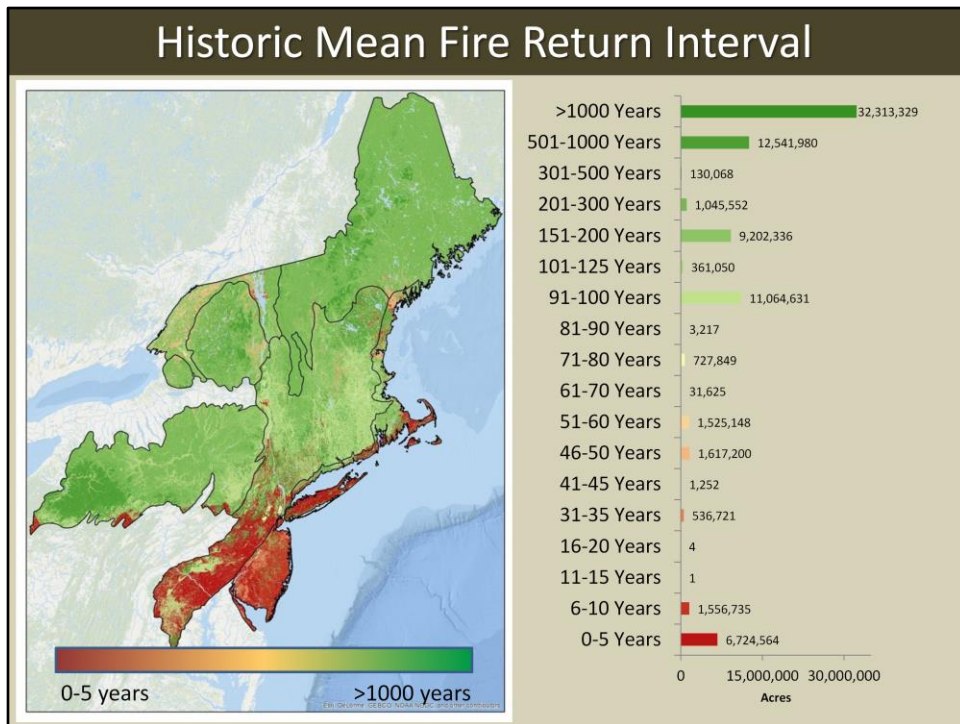 Historic Mean Fire Return Interval
0-5 years >1000 years
>1000 Years 32,313,329
501-1000 Years 12,541,980
301-500 Years 130,068
201-300 Years 1,045,552
151-200 Years 9,202,336
101-125 Years 361,050
91-100 Years 11,064,631
81-90 Years 3,217
71-80 Years 727,849
61-70 Years 31,625
51-60 Years 1,525,148
46-50 Years 1,617,200
41-45 Years 1,252
31-35 Years 536,721
16-20 Years 4
11-15 Years 1
6-10 Years 1,556,735
0-5 Years 6,724,564
0 15,000,000 30,000,000
Acres